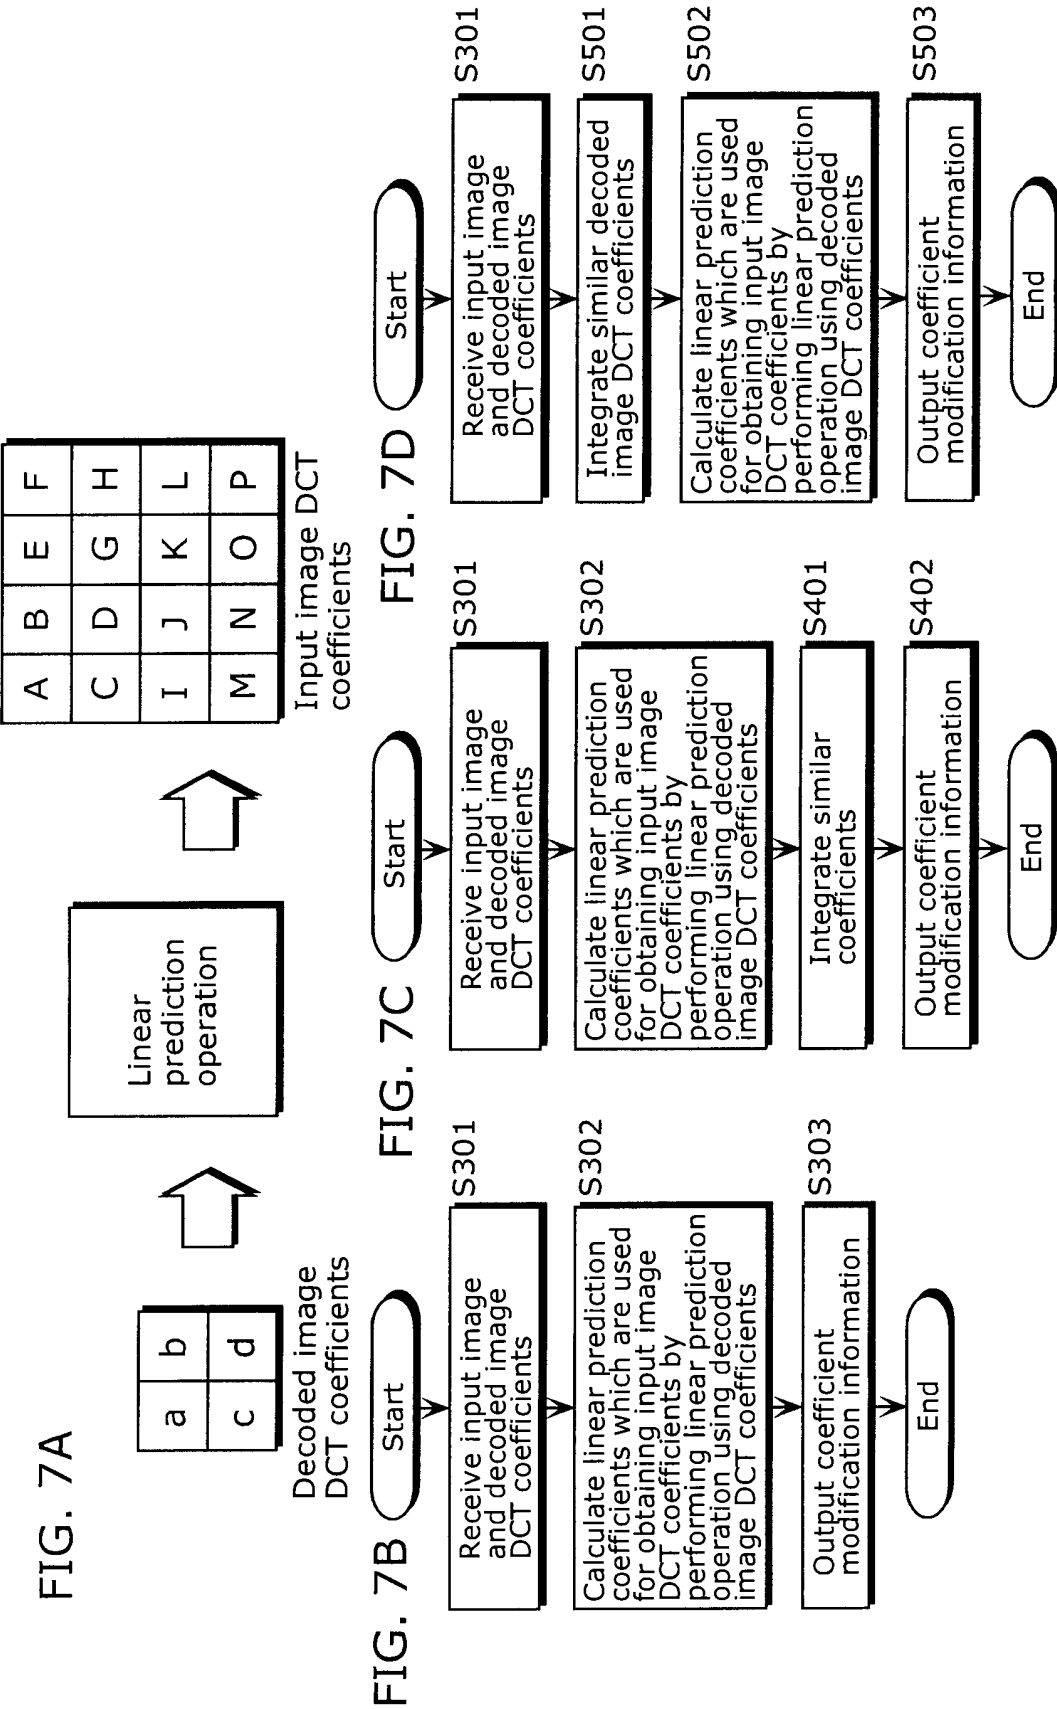 FIG. 7A
a b
c d
Decoded image
DCT coefficients
Linear
prediction
operation
A B E F
C D G H
I J K L
M N O P
Input image DCT
coefficients
FIG. 7B
Start
Receive input image
and decoded image
DCT coefficients
S301
Calculate linear prediction
coefficients which are used
for obtaining input image
DCT coefficients by
performing linear prediction
operation using decoded
image DCT coefficients
S302
Output coefficient
modification information
S303
End
FIG. 7C
Start
Receive input image
and decoded image
DCT coefficients
S301
Calculate linear prediction
coefficients which are used
for obtaining input image
DCT coefficients by
performing linear prediction
operation using decoded
image DCT coefficients
S302
Integrate similar
coefficients
S401
Output coefficient
modification information
S402
End
FIG. 7D
Start
Receive input image
and decoded image
DCT coefficients
S301
Integrate similar decoded
image DCT coefficients
S501
Calculate linear prediction
coefficients which are used
for obtaining input image
DCT coefficients by
performing linear prediction
operation using decoded
image DCT coefficients
S502
Output coefficient
modification information
S503
End